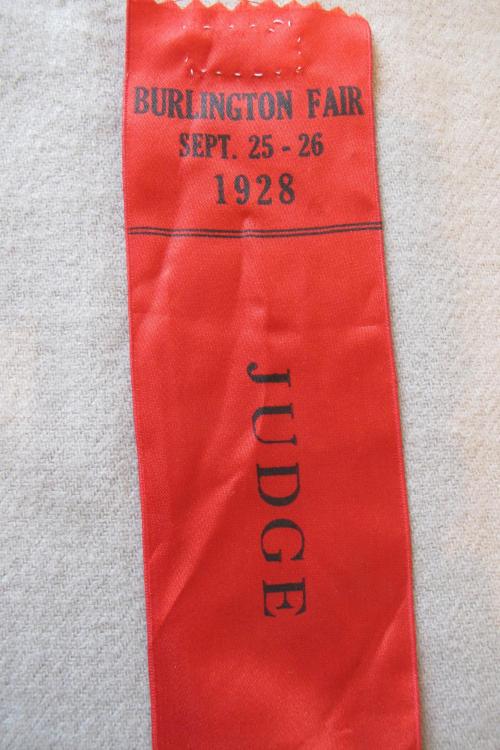 BURLINGTON FAIR
SEPT. 25 - 26
1928
JUDGE